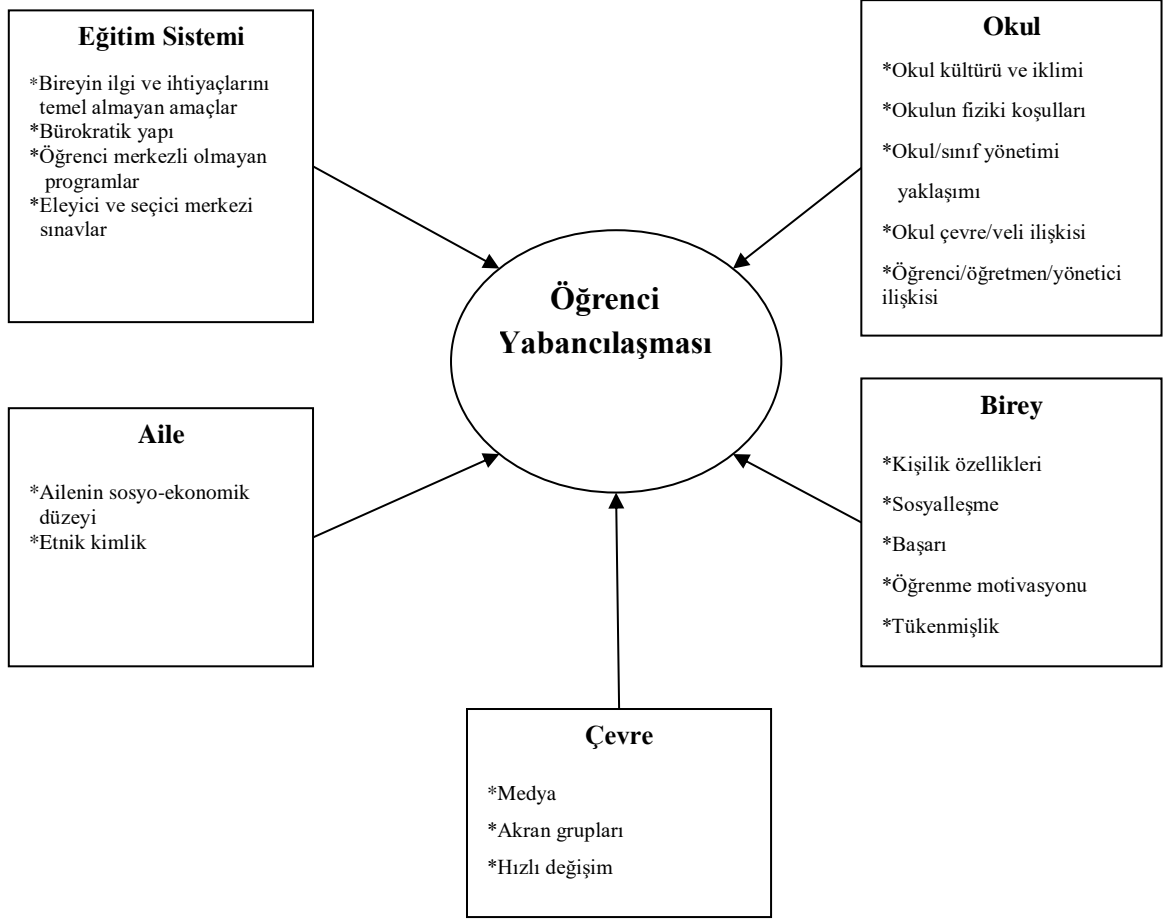 Eğitim Sistemi
*Bireyin ilgi ve ihtiyaçlarını
temel almayan amaçlar
*Bürokratik yapı
*Öğrenci merkezli olmayan
programlar
*Eleyici ve seçici merkezi
sınavlar
Okul
*Okul kültürü ve iklimi
*Okulun fiziki koşulları
*Okul/sınıf yönetimi
yaklaşımı
*Okul çevre/veli ilişkisi
*Öğrenci/öğretmen/yönetici
ilişkisi
Öğrenci
Yabancılaşması
Aile
*Ailenin sosyo-ekonomik
düzeyi
*Etnik kimlik
Birey
*Kişilik özellikleri
*Sosyalleşme
*Başarı
*Öğrenme motivasyonu
*Tükenmişlik
Çevre
*Medya
*Akran grupları
*Hızlı değişim